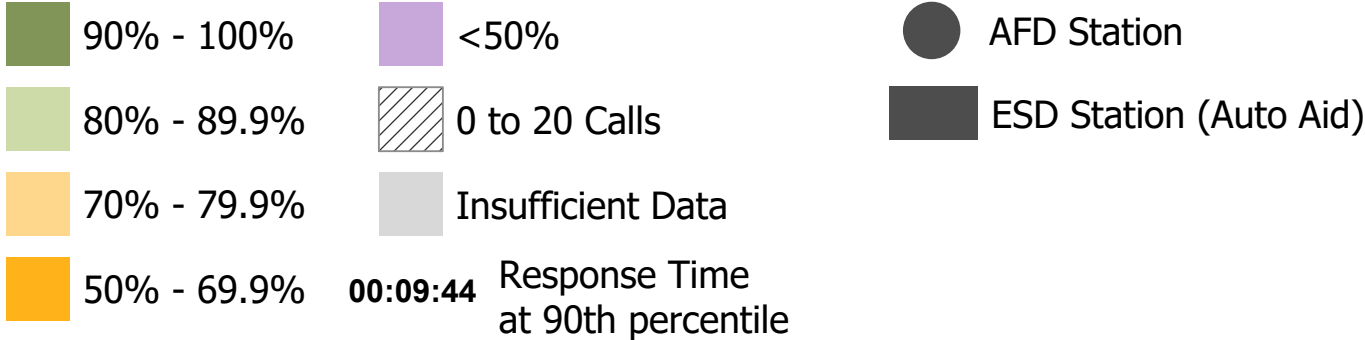 90% - 100%
80% - 89.9%
70% - 79.9%
50% - 69.9%
<50%
0 to 20 Calls
Insufficient Data
00:09:44 Response Time
at 90th percentile
AFD Station
ESD Station (Auto Aid)